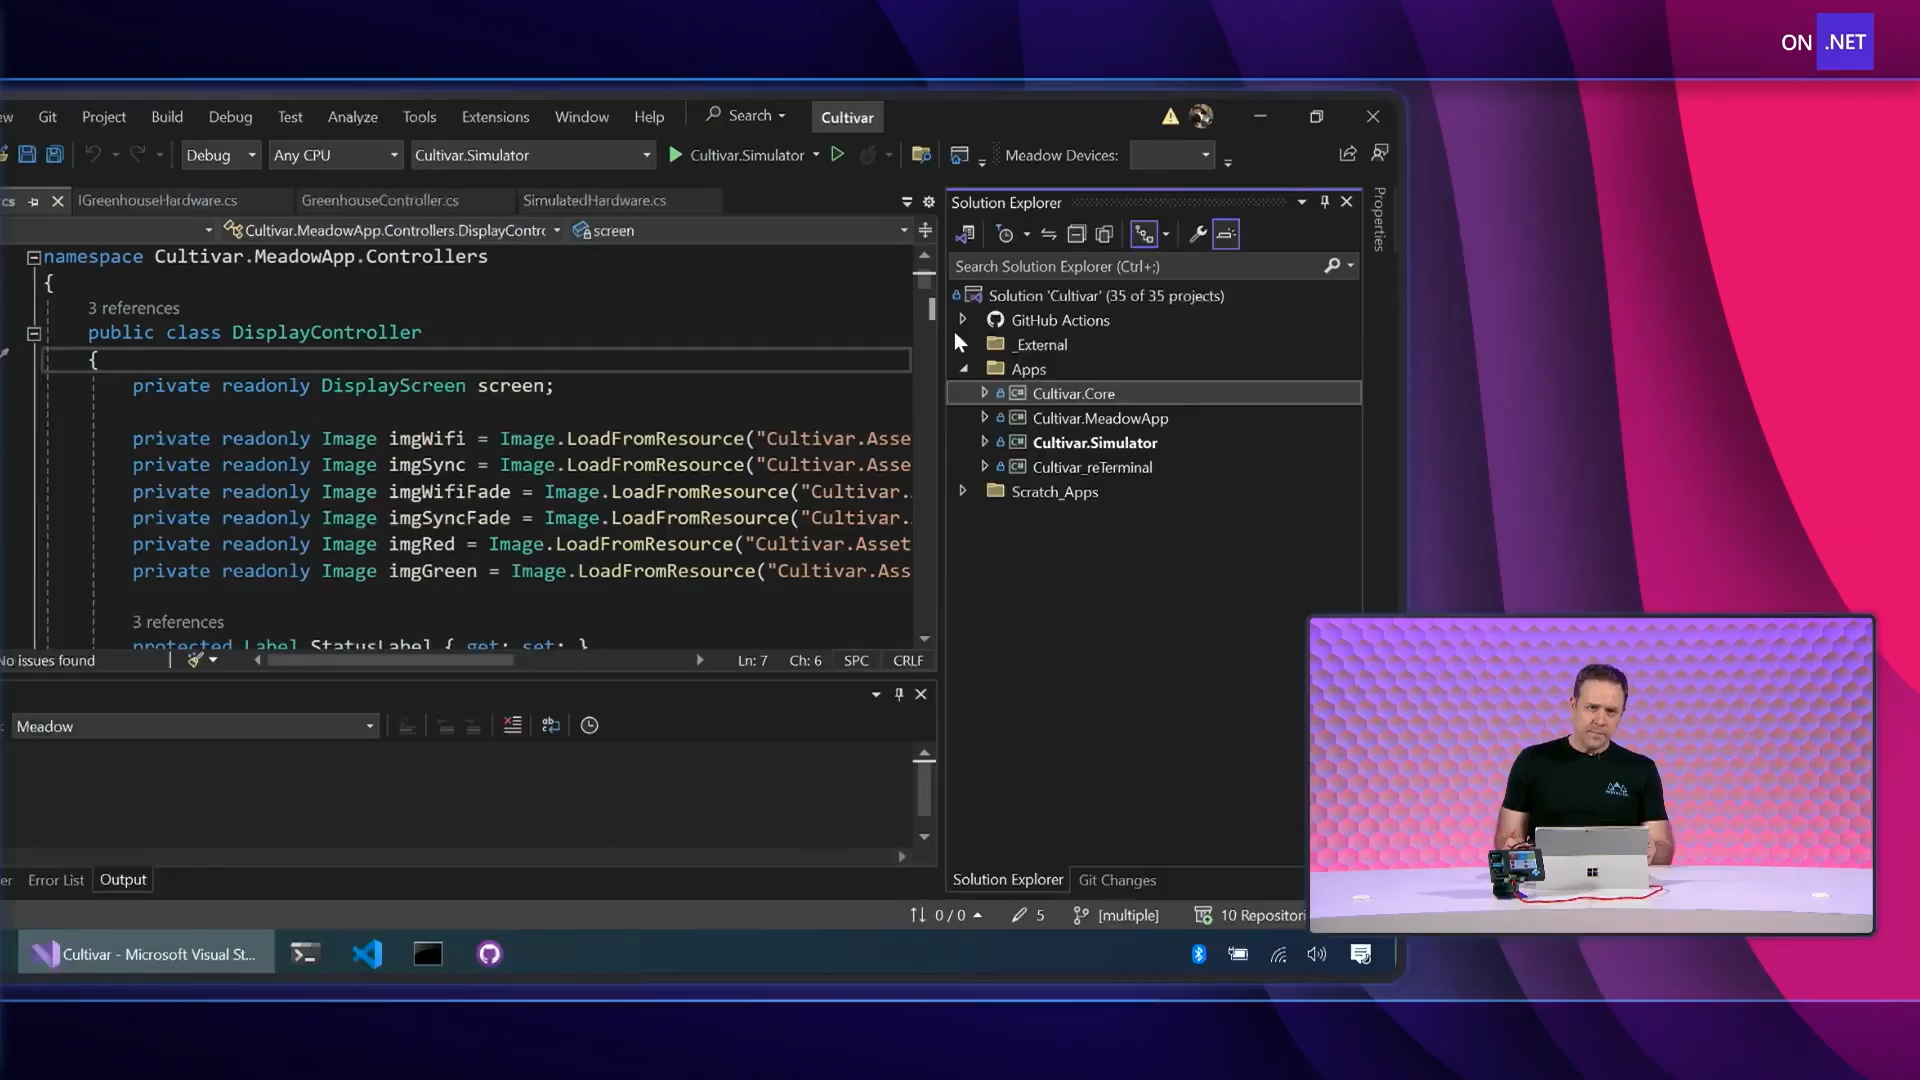 ON .NET
Git Project Build Debug Test Analyze Tools Extensions Window Help Search Cultivar
Debug Any CPU Cultivar.Simulator Cultivar.Simulator Meadow Devices:
cs IGreenhouseHardware.cs GreenhouseController.cs SimulatedHardware.cs
Cultivar.MeadowApp.Controllers.DisplayContrc screen
namespace Cultivar.MeadowApp.Controllers
{
3 references
public class DisplayController
{
private readonly DisplayScreen screen;
private readonly Image imgWifi = Image.LoadFromResource("Cultivar.Asse
private readonly Image imgSync = Image.LoadFromResource("Cultivar.Asse
private readonly Image imgWifiFade = Image.LoadFromResource("Cultivar.
private readonly Image imgSyncFade = Image.LoadFromResource("Cultivar.
private readonly Image imgRed = Image.LoadFromResource("Cultivar.Asset
private readonly Image imgGreen = Image.LoadFromResource("Cultivar.Ass
3 references
protected Label StatusLabel { get; set; }
No issues found Ln: 7 Ch: 6 SPC CRLF
Meadow
Error List Output
Solution Explorer
Search Solution Explorer (Ctrl+;)
Solution 'Cultivar' (35 of 35 projects)
GitHub Actions
_External
Apps
C# Cultivar.Core
C# Cultivar.MeadowApp
C# Cultivar.Simulator
C# Cultivar_reTerminal
Scratch_Apps
Solution Explorer Git Changes
Properties
0 / 0 5 [multiple] 10 Repositori
Cultivar - Microsoft Visual St...